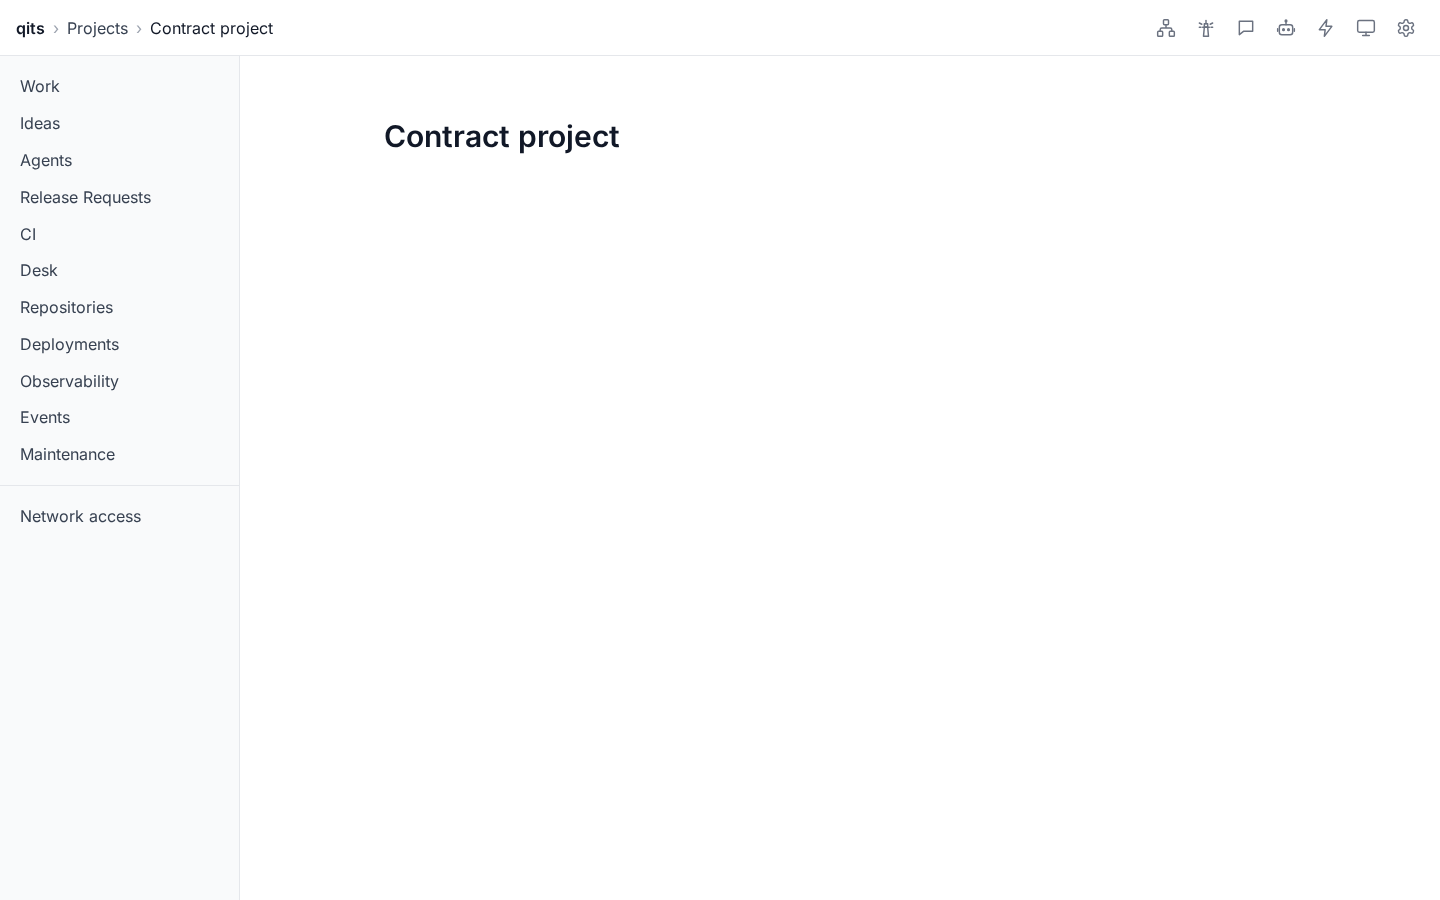 qits › Projects › Contract project
Work
Ideas
Agents
Release Requests
CI
Desk
Repositories
Deployments
Observability
Events
Maintenance
Network access
Contract project